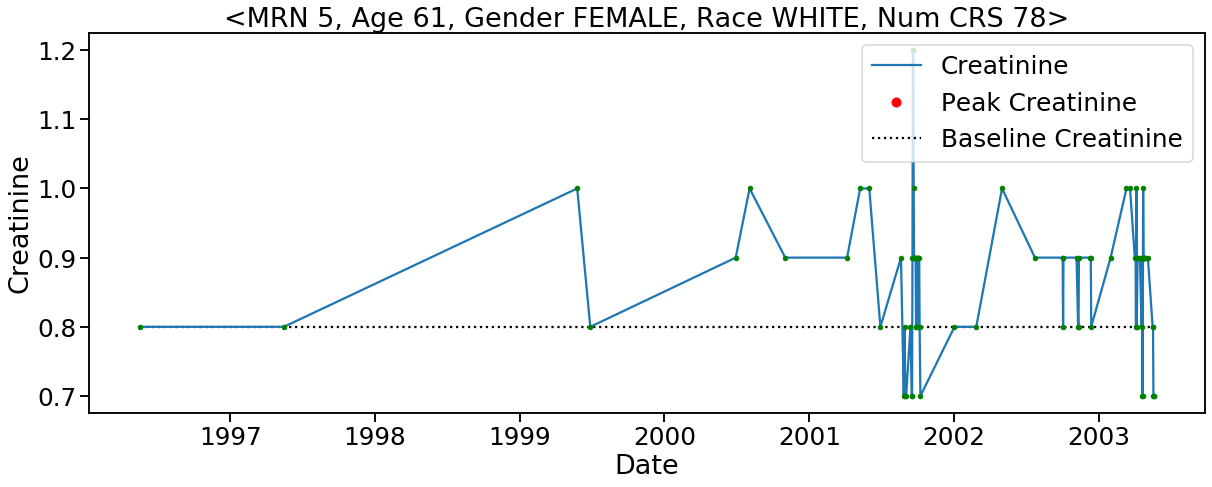 <MRN 5, Age 61, Gender FEMALE, Race WHITE, Num CRS 78>
Creatinine
Peak Creatinine
Baseline Creatinine
1.2
1.1
1.0
0.9
0.8
0.7
Creatinine
1997 1998 1999 2000 2001 2002 2003
Date